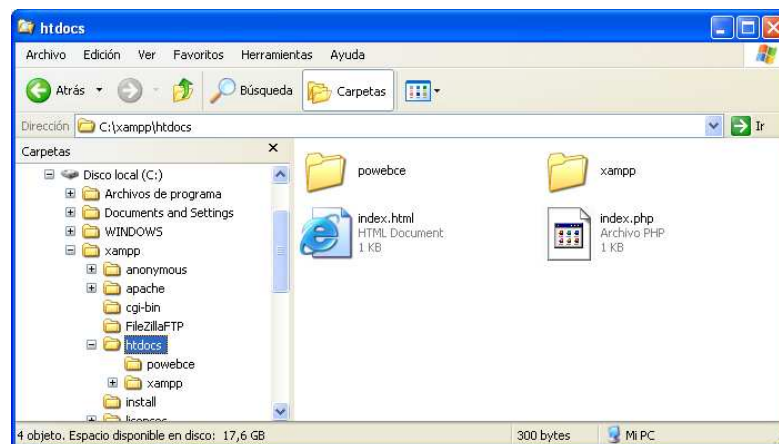 htdocs
Archivo Edición Ver Favoritos Herramientas Ayuda
Atrás Búsqueda Carpetas
Dirección C:\xampp\htdocs Ir
Carpetas
Disco local (C:)
Archivos de programa
Documents and Settings
WINDOWS
xampp
anonymous
apache
cgi-bin
FileZillaFTP
htdocs
powebce
xampp
install
licenses
powebce
xampp
index.html
HTML Document
1 KB
index.php
Archivo PHP
1 KB
4 objeto. Espacio disponible en disco: 17,6 GB 300 bytes Mi PC